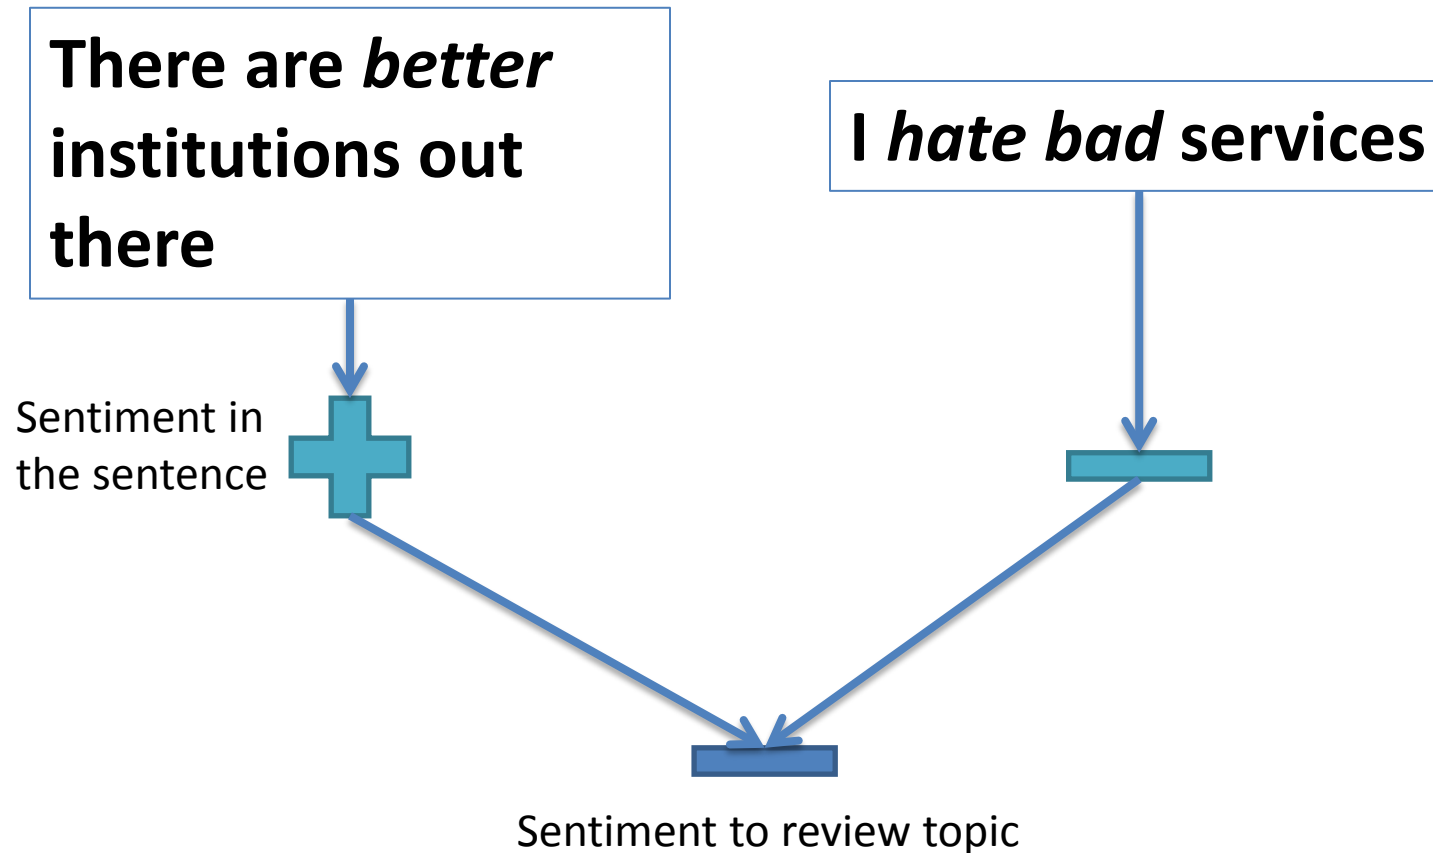 There are better
institutions out
there
I hate bad services
Sentiment in
the sentence
Sentiment to review topic